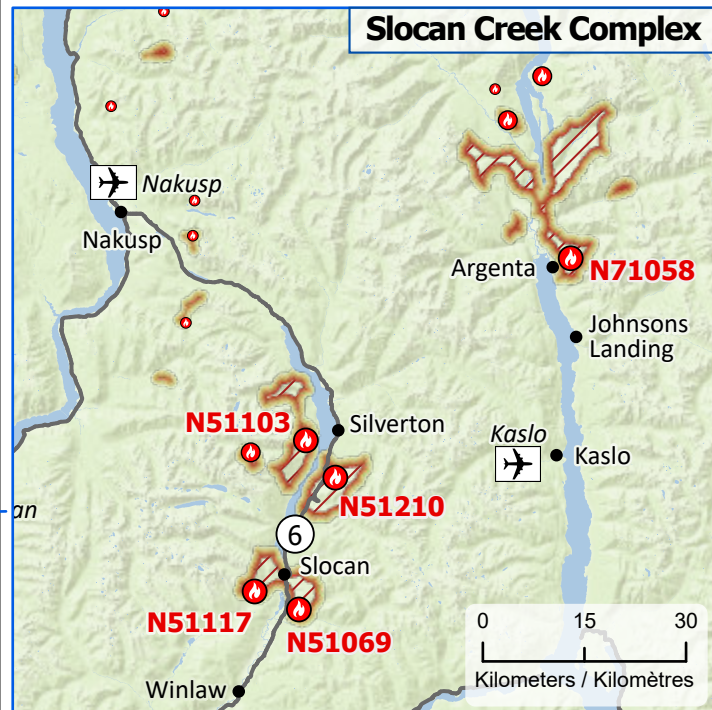 Slocan Creek Complex
Nakusp
Nakusp
Argenta
N71058
Johnsons
Landing
N51103
Silverton
Kaslo
Kaslo
an
N51210
6
Slocan
N51117
N51069
Winlaw
0 15 30
Kilometers / Kilomètres